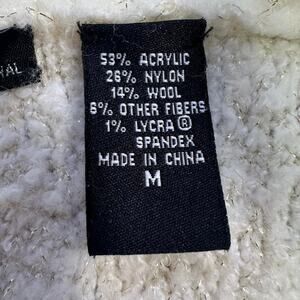 53% ACRYLIC
26% NYLON
14% WOOL
6% OTHER FIBERS
1% LYCRA®
SPANDEX
MADE IN CHINA
M